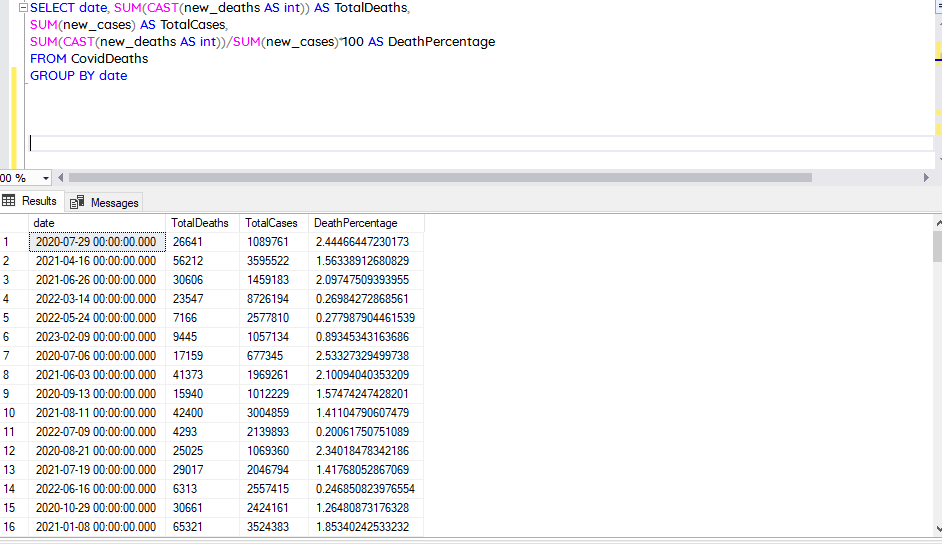 SELECT date, SUM(CAST(new_deaths AS int)) AS TotalDeaths,
SUM(new_cases) AS TotalCases,
SUM(CAST(new_deaths AS int))/SUM(new_cases)*100 AS DeathPercentage
FROM CovidDeaths
GROUP BY date
00 %
Results Messages
date TotalDeaths TotalCases DeathPercentage
1 2020-07-29 00:00:00.000 26641 1089761 2.44466447230173
2 2021-04-16 00:00:00.000 56212 3595522 1.56338912680829
3 2021-06-26 00:00:00.000 30606 1459183 2.09747509393955
4 2022-03-14 00:00:00.000 23547 8726194 0.26984272868561
5 2022-05-24 00:00:00.000 7166 2577810 0.277987904461539
6 2023-02-09 00:00:00.000 9445 1057134 0.89345343163686
7 2020-07-06 00:00:00.000 17159 677345 2.53327329499738
8 2021-06-03 00:00:00.000 41373 1969261 2.10094040353209
9 2020-09-13 00:00:00.000 15940 1012229 1.57474247428201
10 2021-08-11 00:00:00.000 42400 3004859 1.41104790607479
11 2022-07-09 00:00:00.000 4293 2139893 0.20061750751089
12 2020-08-21 00:00:00.000 25025 1069360 2.34018478342186
13 2021-07-19 00:00:00.000 29017 2046794 1.41768052867069
14 2022-06-16 00:00:00.000 6313 2557415 0.246850823976554
15 2020-10-29 00:00:00.000 30661 2424161 1.26480873176328
16 2021-01-08 00:00:00.000 65321 3524383 1.85340242533232